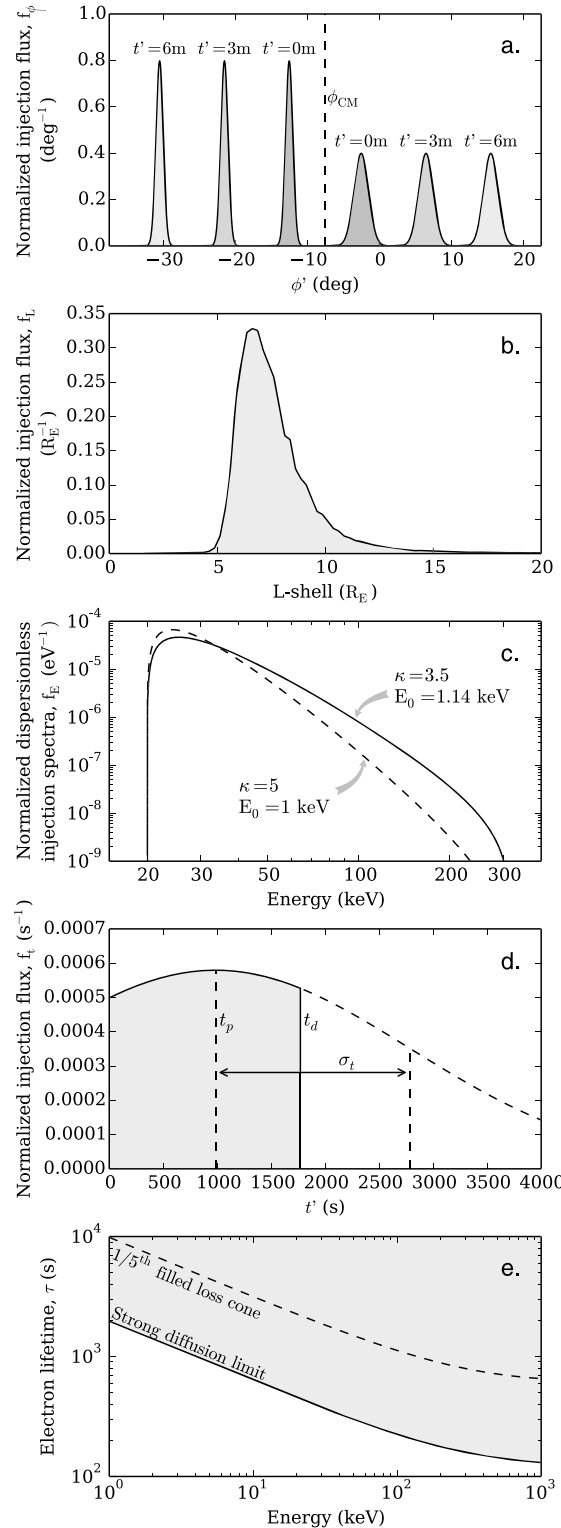 Normalized injection flux, f_ϕ
(deg⁻¹)
1.0
0.8
0.6
0.4
0.2
0.0
a.
t'=6m t'=3m t'=0m
ϕ_CM
t'=0m t'=3m t'=6m
−30 −20 −10 0 10 20
ϕ' (deg)
Normalized injection flux, f_L
(R_E⁻¹)
0.35
0.30
0.25
0.20
0.15
0.10
0.05
0.00
b.
0 5 10 15 20
L-shell (R_E)
Normalized dispersionless
injection spectra, f_E (eV⁻¹)
10⁻⁴
10⁻⁵
10⁻⁶
10⁻⁷
10⁻⁸
10⁻⁹
c.
κ=3.5
E₀=1.14 keV
κ=5
E₀=1 keV
20 30 50 100 200 300
Energy (keV)
Normalized injection flux, f_t (s⁻¹)
0.0007
0.0006
0.0005
0.0004
0.0003
0.0002
0.0001
0.0000
d.
t_p
t_d
σ_t
0 500 1000 1500 2000 2500 3000 3500 4000
t' (s)
Electron lifetime, τ (s)
10⁴
10³
10²
e.
1/5ᵗʰ filled loss cone
Strong diffusion limit
10⁰ 10¹ 10² 10³
Energy (keV)